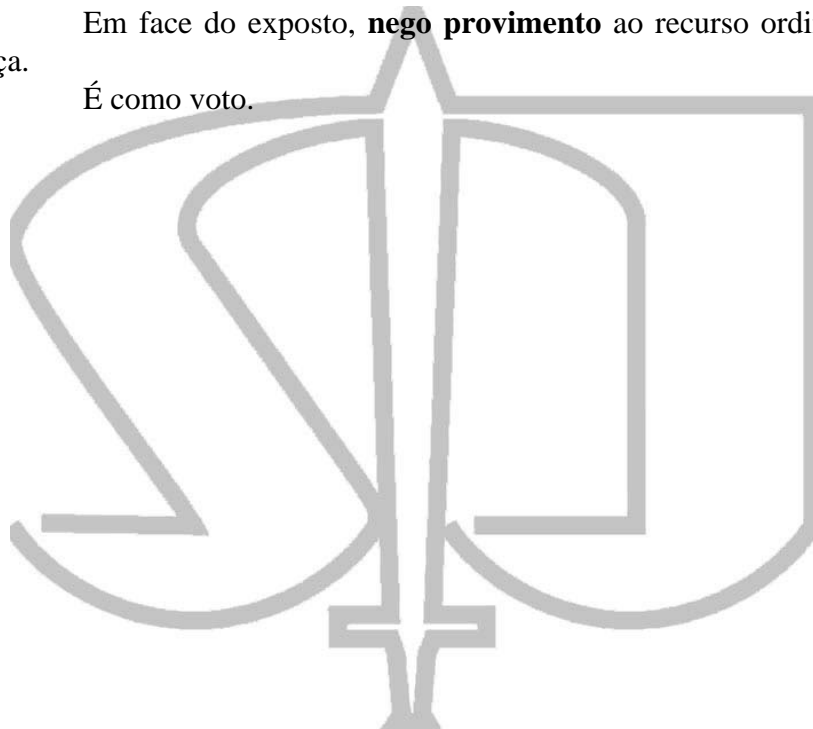 Em face do exposto, nego provimento ao recurso ordi
ça.
É como voto.